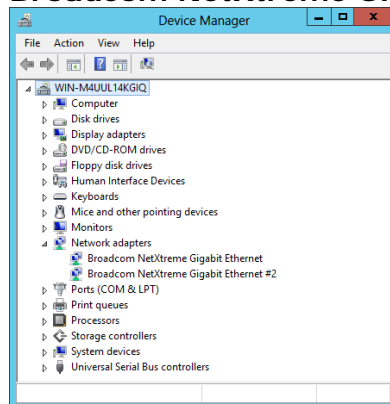 Device Manager
File Action View Help
WIN-M4UUL14KGIQ
Computer
Disk drives
Display adapters
DVD/CD-ROM drives
Floppy disk drives
Human Interface Devices
Keyboards
Mice and other pointing devices
Monitors
Network adapters
Broadcom NetXtreme Gigabit Ethernet
Broadcom NetXtreme Gigabit Ethernet #2
Ports (COM & LPT)
Print queues
Processors
Storage controllers
System devices
Universal Serial Bus controllers